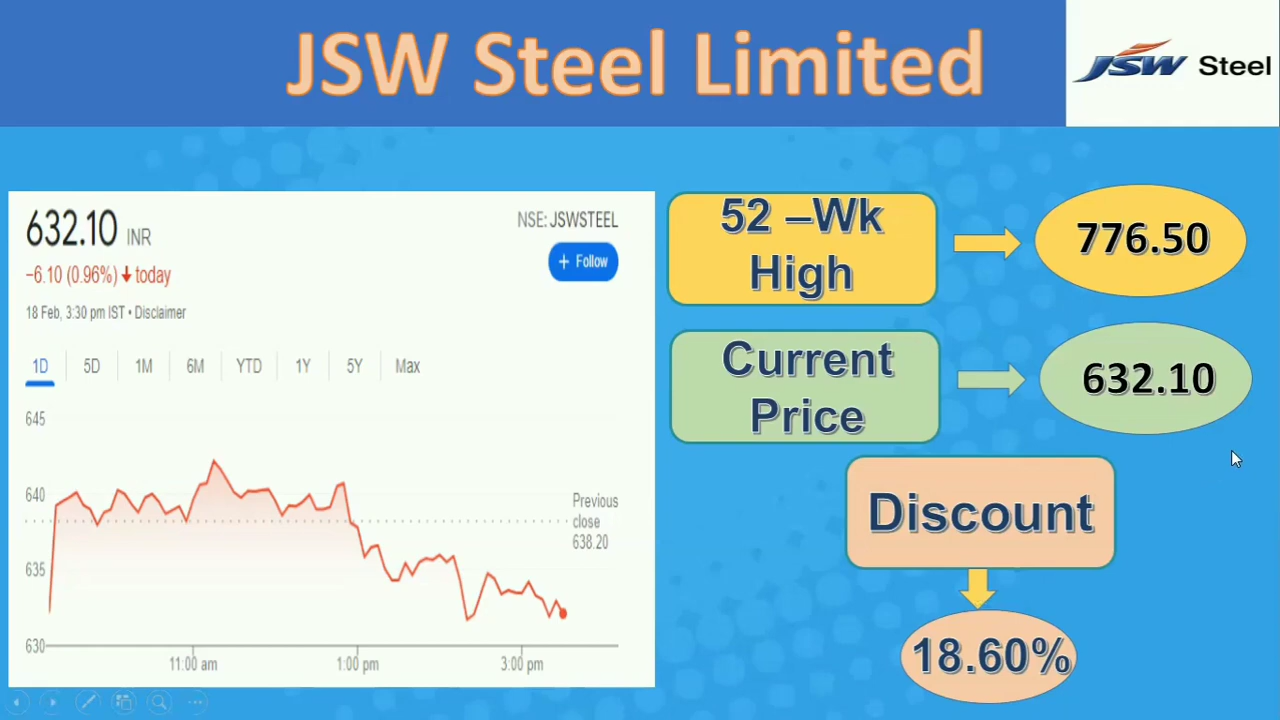 JSW Steel Limited
JSW Steel
632.10 INR
NSE: JSWSTEEL
−6.10 (0.96%) ↓ today
+ Follow
18 Feb, 3:30 pm IST • Disclaimer
1D 5D 1M 6M YTD 1Y 5Y Max
645
640
635
630
Previous
close
638.20
11:00 am 1:00 pm 3:00 pm
52 –Wk
High
776.50
Current
Price
632.10
Discount
18.60%